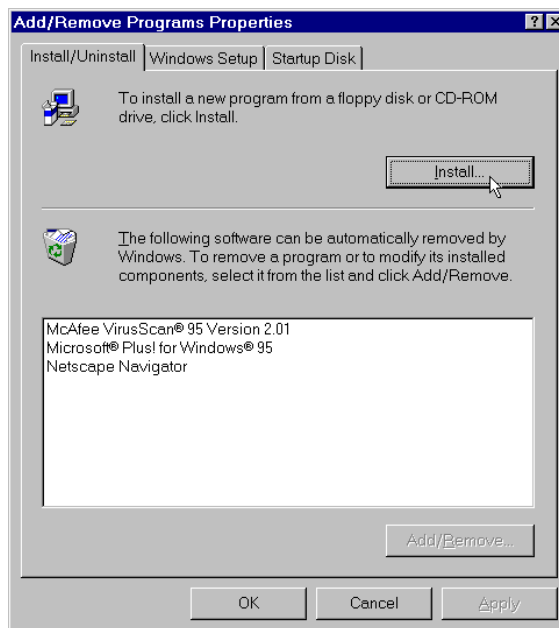 Add/Remove Programs Properties
Install/Uninstall
Windows Setup
Startup Disk
To install a new program from a floppy disk or CD-ROM
drive, click Install.
Install...
The following software can be automatically removed by
Windows. To remove a program or to modify its installed
components, select it from the list and click Add/Remove.
McAfee VirusScan® 95 Version 2.01
Microsoft® Plus! for Windows® 95
Netscape Navigator
Add/Remove...
OK
Cancel
Apply